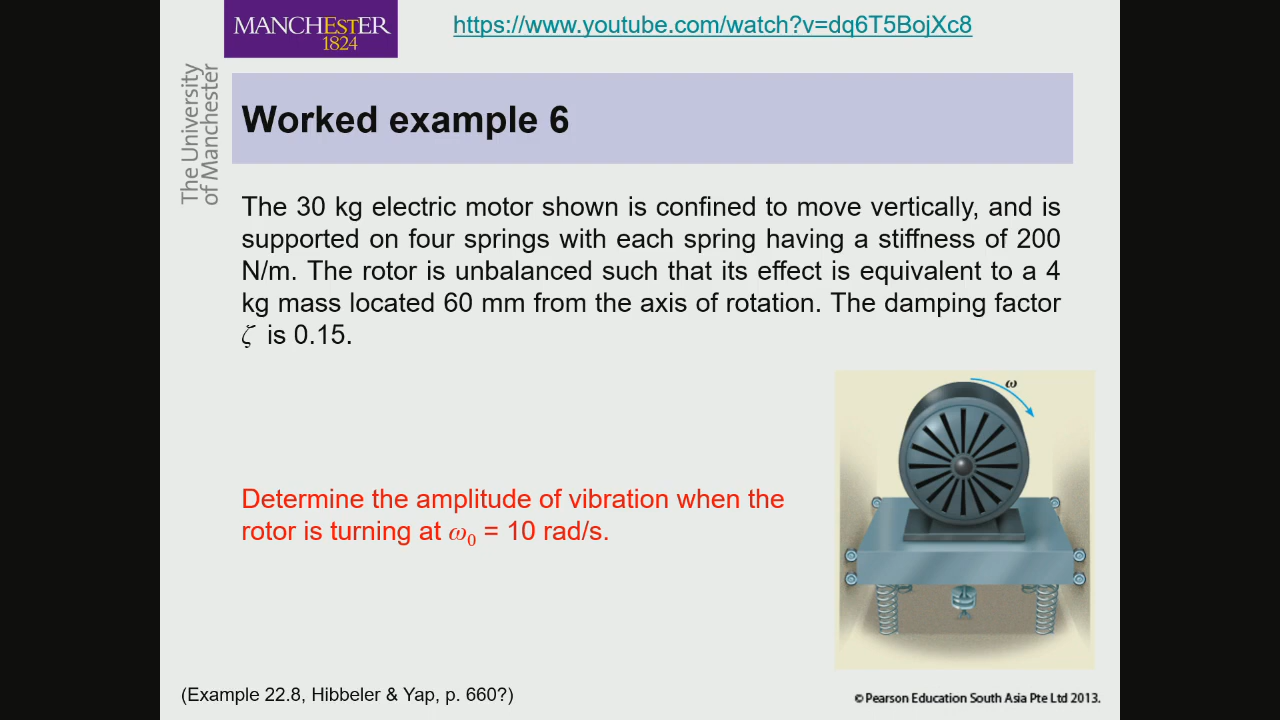 MANCHESTER
1824
The University
of Manchester
https://www.youtube.com/watch?v=dq6T5BojXc8
Worked example 6
The 30 kg electric motor shown is confined to move vertically, and is
supported on four springs with each spring having a stiffness of 200
N/m. The rotor is unbalanced such that its effect is equivalent to a 4
kg mass located 60 mm from the axis of rotation. The damping factor
ζ is 0.15.
ω
Determine the amplitude of vibration when the
rotor is turning at ω₀ = 10 rad/s.
(Example 22.8, Hibbeler & Yap, p. 660?)
© Pearson Education South Asia Pte Ltd 2013.